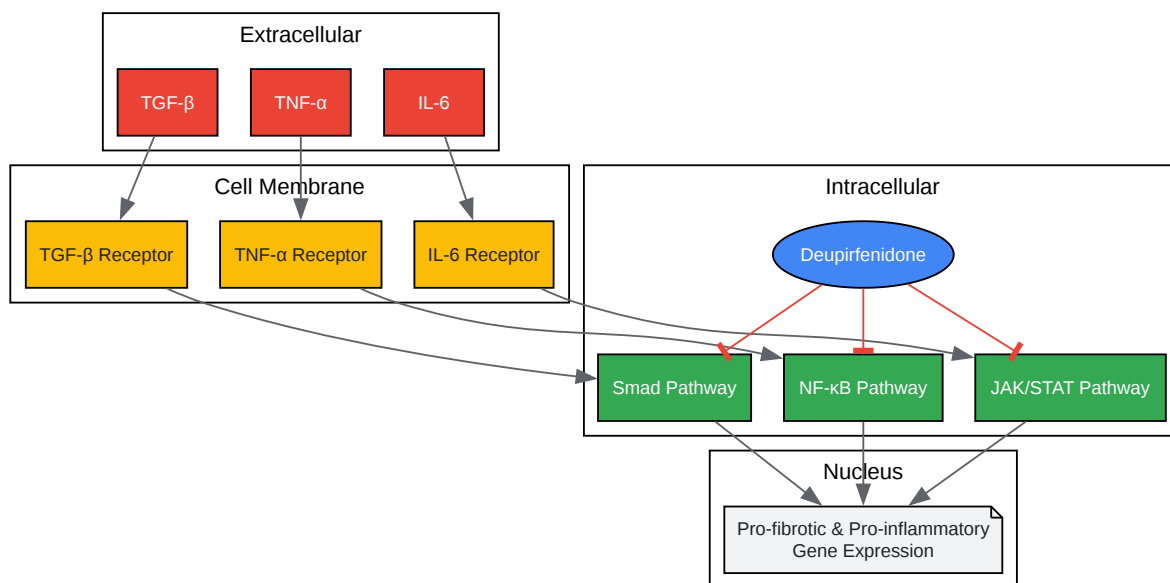 Extracellular
TGF-β
TNF-α
IL-6
Cell Membrane
TGF-β Receptor
TNF-α Receptor
IL-6 Receptor
Intracellular
Deupirfenidone
Smad Pathway
NF-κB Pathway
JAK/STAT Pathway
Nucleus
Pro-fibrotic & Pro-inflammatory
Gene Expression